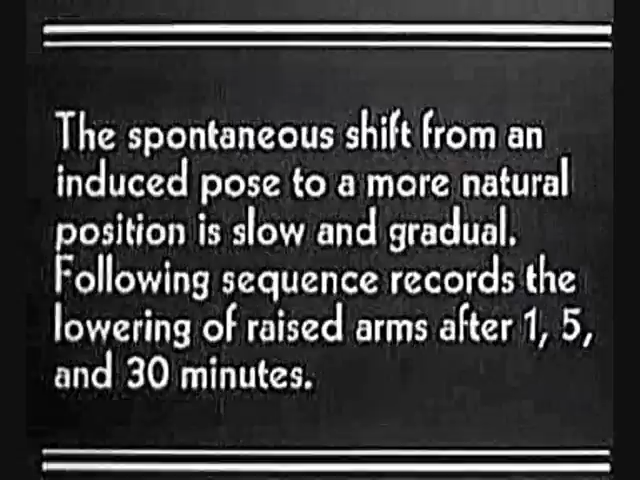 The spontaneous shift from an
induced pose to a more natural
position is slow and gradual.
Following sequence records the
lowering of raised arms after 1, 5,
and 30 minutes.